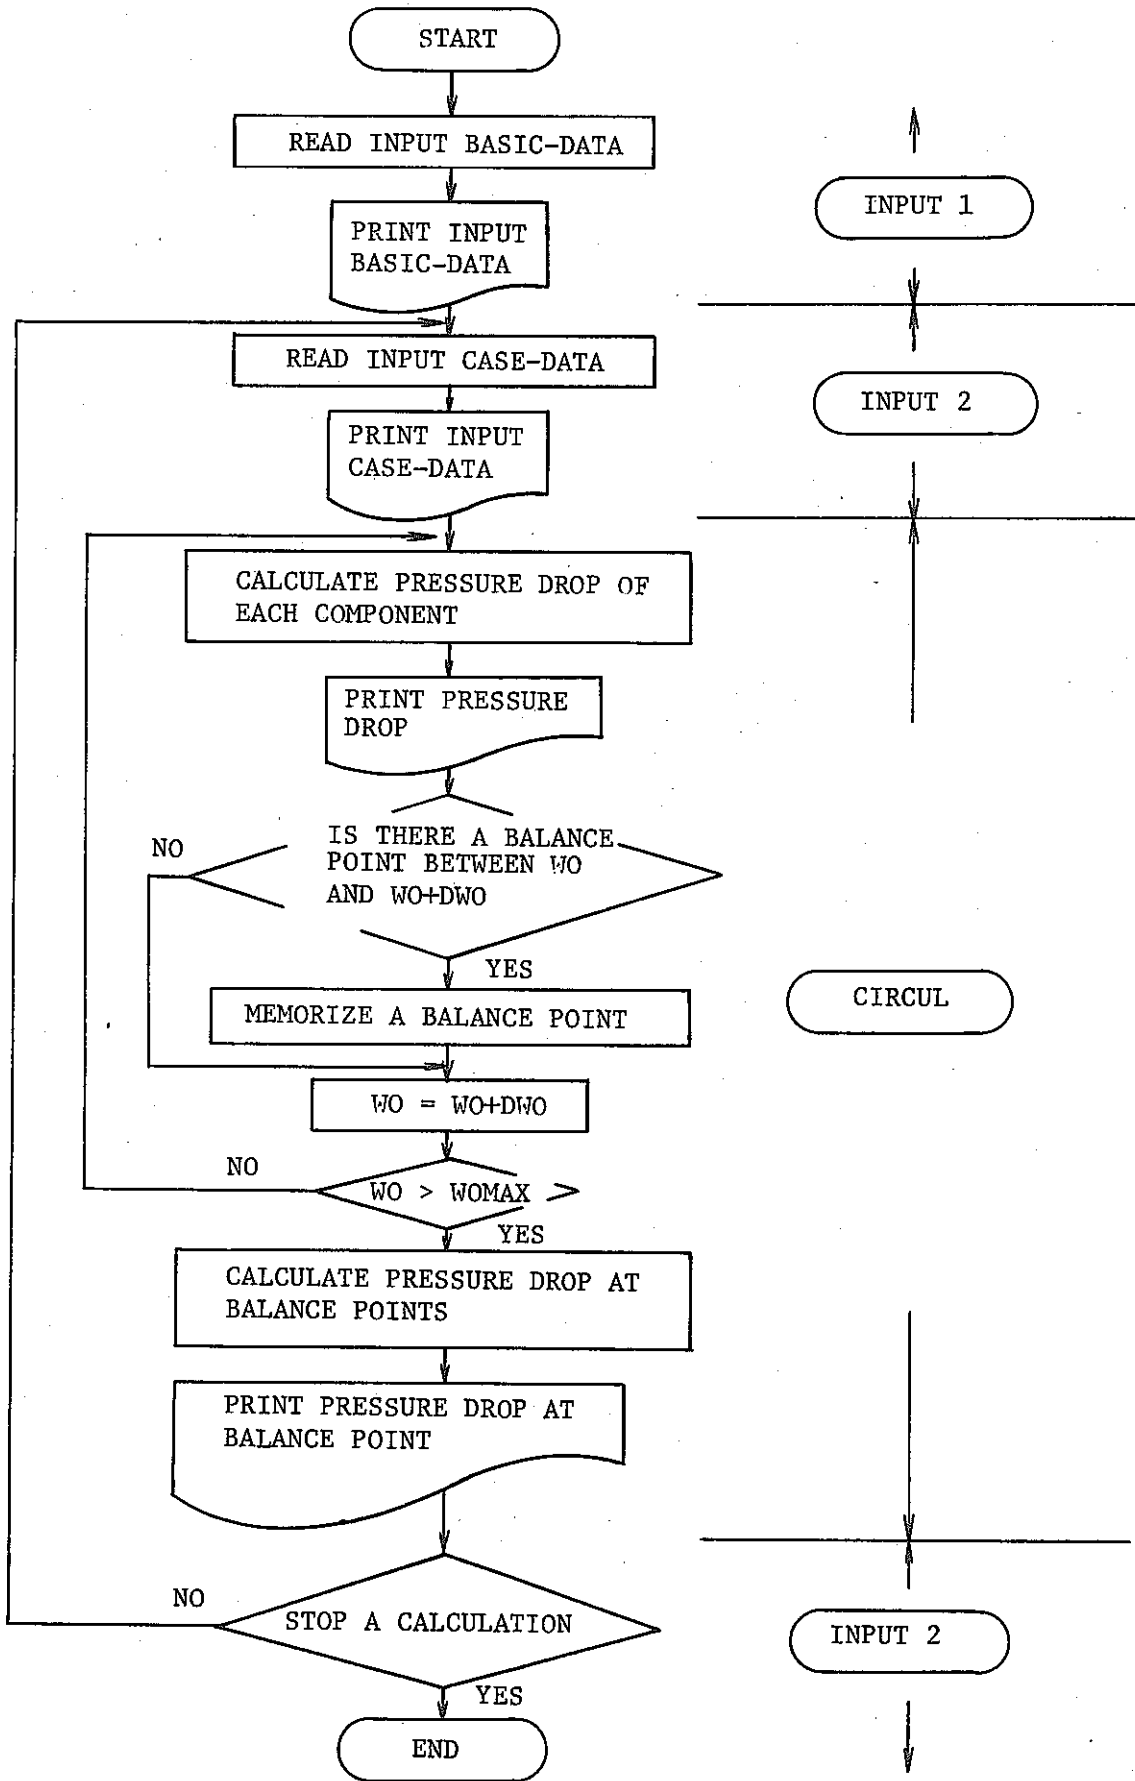 START
READ INPUT BASIC-DATA
INPUT 1
PRINT INPUT
BASIC-DATA
READ INPUT CASE-DATA
INPUT 2
PRINT INPUT
CASE-DATA
CALCULATE PRESSURE DROP OF
EACH COMPONENT
PRINT PRESSURE
DROP
NO
IS THERE A BALANCE
POINT BETWEEN WO
AND WO+DWO
YES
MEMORIZE A BALANCE POINT
CIRCUL
WO = WO+DWO
NO
WO > WOMAX
YES
CALCULATE PRESSURE DROP AT
BALANCE POINTS
PRINT PRESSURE DROP AT
BALANCE POINT
NO
STOP A CALCULATION
INPUT 2
YES
END